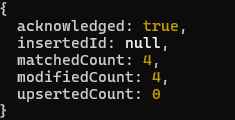 {
  acknowledged: true,
  insertedId: null,
  matchedCount: 4,
  modifiedCount: 4,
  upsertedCount: 0
}